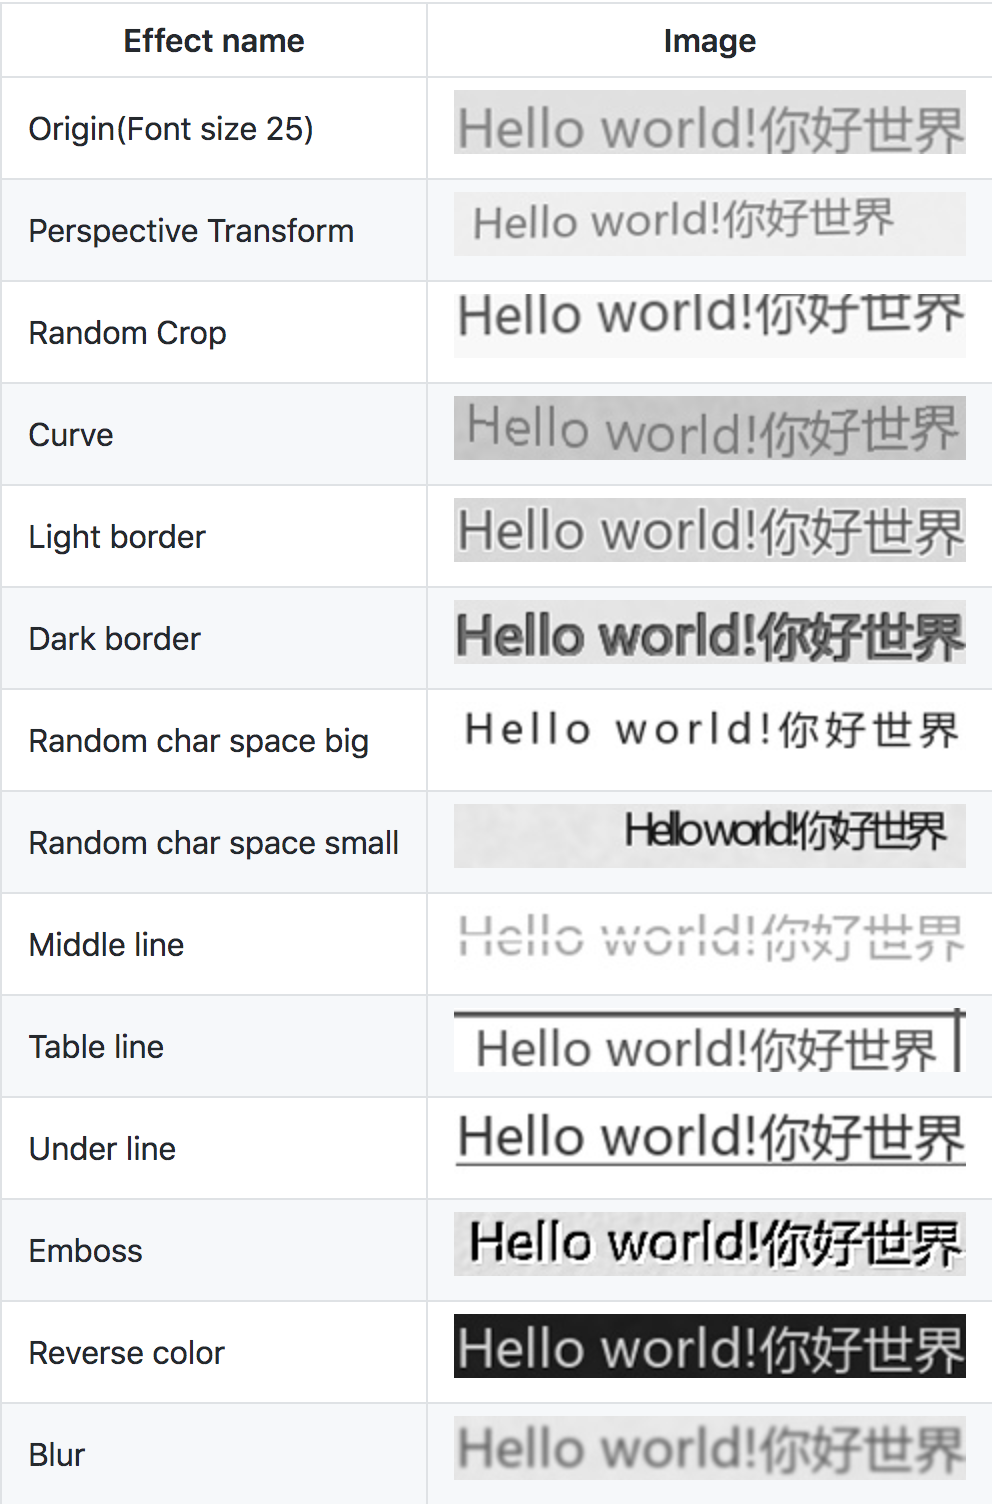 Effect name Image
Origin(Font size 25) Hello world!你好世界
Perspective Transform Hello world!你好世界
Random Crop Hello world!你好世界
Curve Hello world!你好世界
Light border Hello world!你好世界
Dark border Hello world!你好世界
Random char space big Hello world!你好世界
Random char space small Hello world!你好世界
Middle line Hello world!你好世界
Table line Hello world!你好世界
Under line Hello world!你好世界
Emboss Hello world!你好世界
Reverse color Hello world!你好世界
Blur Hello world!你好世界